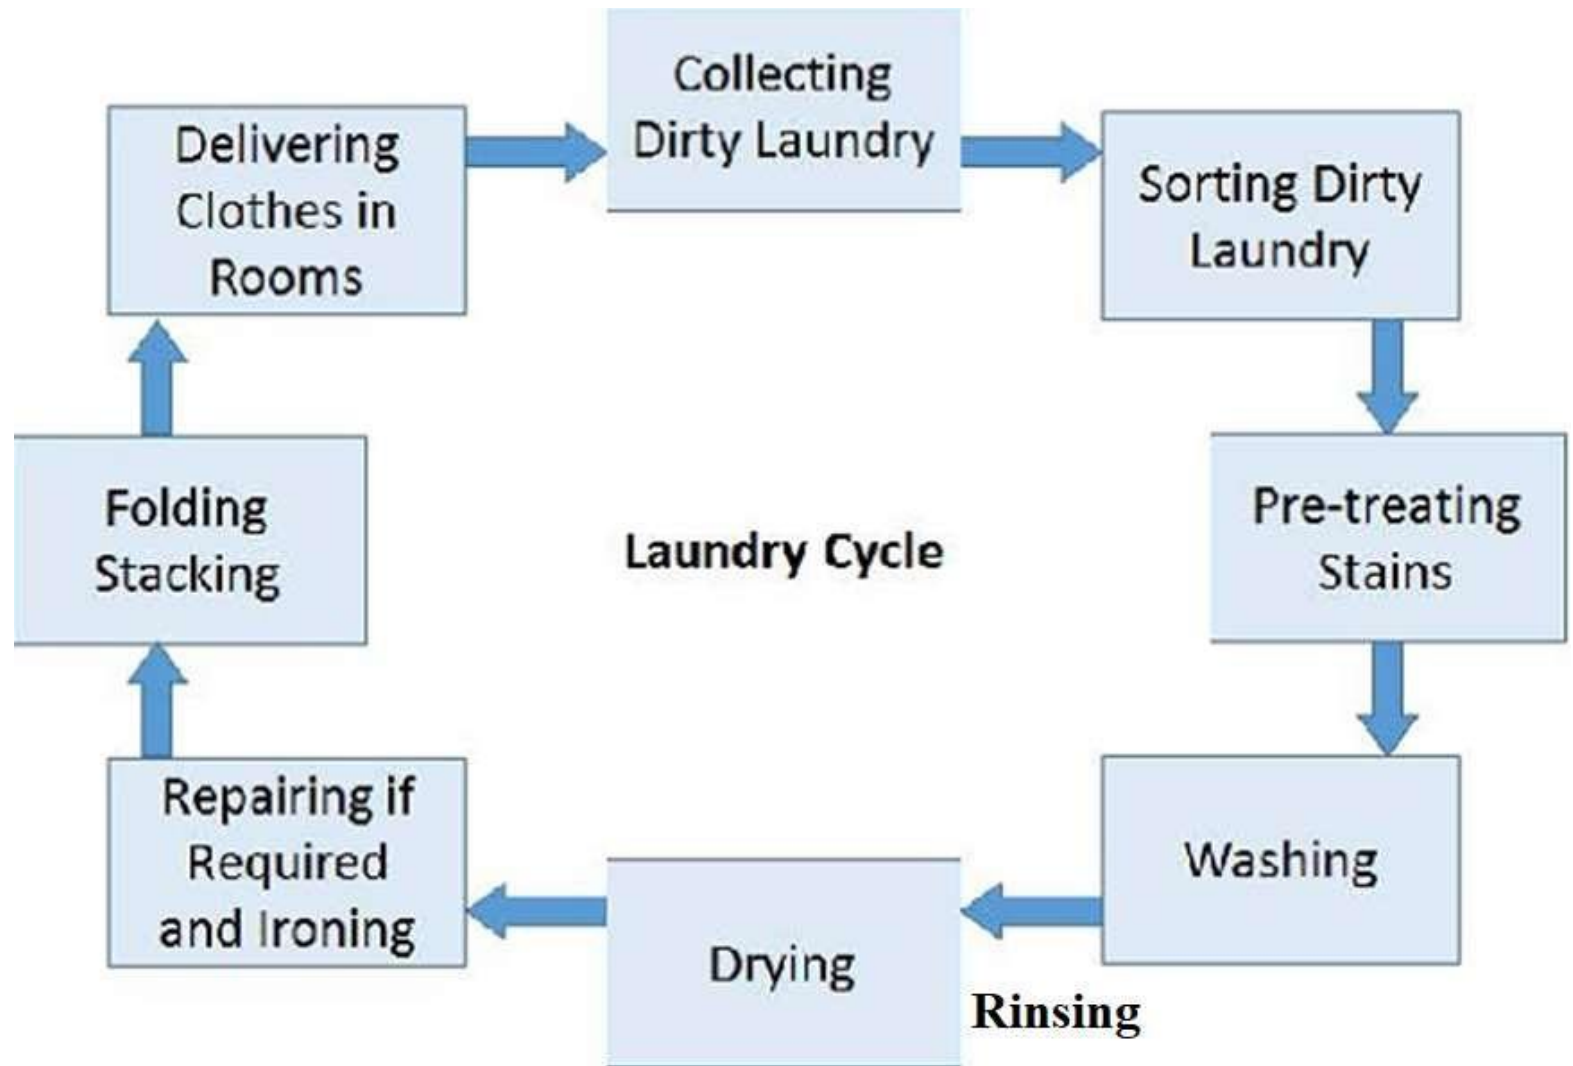 Collecting
Dirty Laundry
Sorting Dirty
Laundry
Pre-treating
Stains
Washing
Rinsing
Drying
Repairing if
Required
and Ironing
Folding
Stacking
Delivering
Clothes in
Rooms
Laundry Cycle